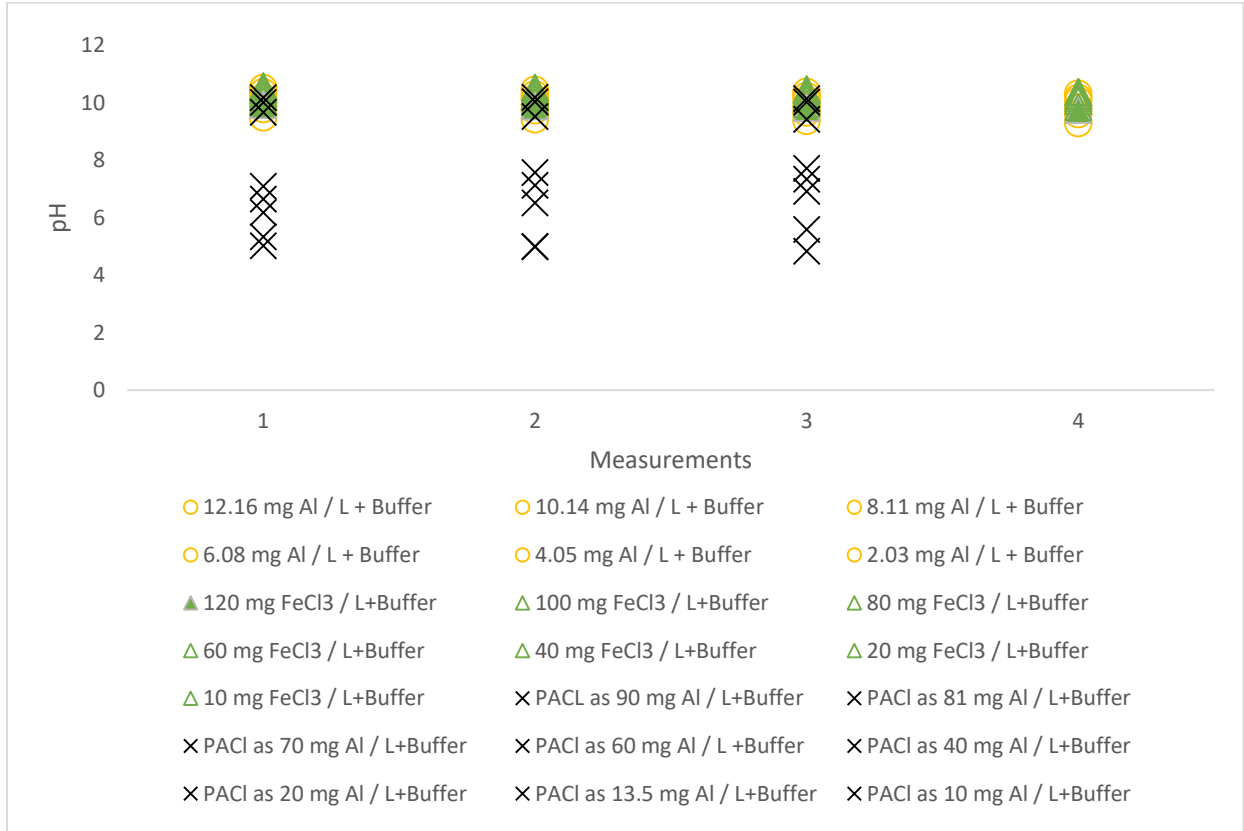 12
10
8
6
4
2
0
pH
1 2 3 4
Measurements
12.16 mg Al / L + Buffer 10.14 mg Al / L + Buffer 8.11 mg Al / L + Buffer
6.08 mg Al / L + Buffer 4.05 mg Al / L + Buffer 2.03 mg Al / L + Buffer
120 mg FeCl3 / L+Buffer 100 mg FeCl3 / L+Buffer 80 mg FeCl3 / L+Buffer
60 mg FeCl3 / L+Buffer 40 mg FeCl3 / L+Buffer 20 mg FeCl3 / L+Buffer
10 mg FeCl3 / L+Buffer PACL as 90 mg Al / L+Buffer PACl as 81 mg Al / L+Buffer
PACl as 70 mg Al / L+Buffer PACl as 60 mg Al / L +Buffer PACl as 40 mg Al / L+Buffer
PACl as 20 mg Al / L+Buffer PACl as 13.5 mg Al / L+Buffer PACl as 10 mg Al / L+Buffer